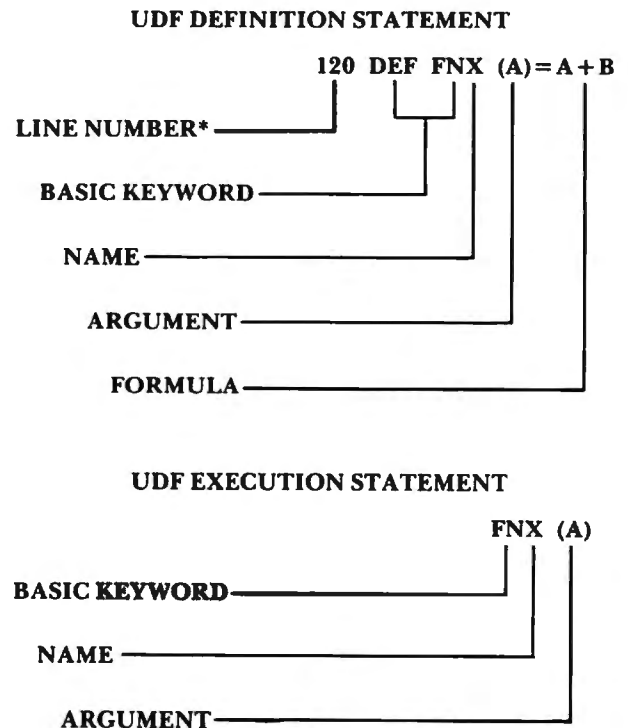 UDF DEFINITION STATEMENT
120 DEF FNX (A)=A+B
LINE NUMBER*
BASIC KEYWORD
NAME
ARGUMENT
FORMULA
UDF EXECUTION STATEMENT
FNX (A)
BASIC KEYWORD
NAME
ARGUMENT